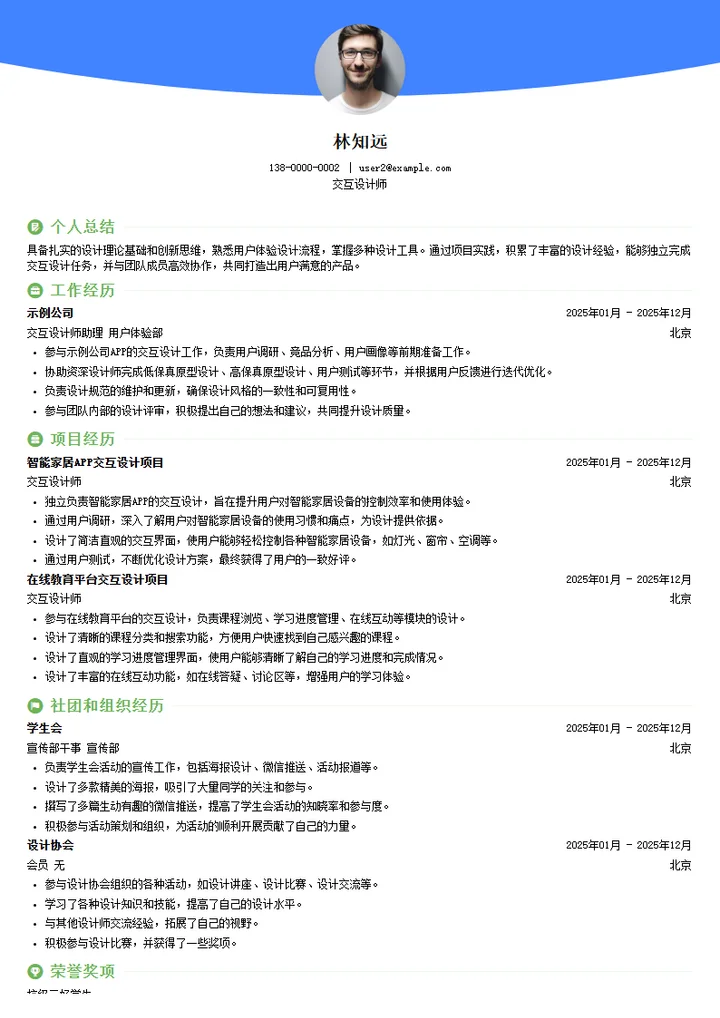 林知远
138-0000-0002 | user2@example.com
交互设计师
个人总结
具备扎实的设计理论基础和创新思维，熟悉用户体验设计流程，掌握多种设计工具。通过项目实践，积累了丰富的设计经验，能够独立完成
交互设计任务，并与团队成员高效协作，共同打造出用户满意的产品。
工作经历
示例公司 2025年01月 - 2025年12月
交互设计师助理 用户体验部 北京
• 参与示例公司APP的交互设计工作，负责用户调研、竞品分析、用户画像等前期准备工作。
• 协助资深设计师完成低保真原型设计、高保真原型设计、用户测试等环节，并根据用户反馈进行迭代优化。
• 负责设计规范的维护和更新，确保设计风格的一致性和可复用性。
• 参与团队内部的设计评审，积极提出自己的想法和建议，共同提升设计质量。
项目经历
智能家居APP交互设计项目 2025年01月 - 2025年12月
交互设计师 北京
• 独立负责智能家居APP的交互设计，旨在提升用户对智能家居设备的控制效率和使用体验。
• 通过用户调研，深入了解用户对智能家居设备的使用习惯和痛点，为设计提供依据。
• 设计了简洁直观的交互界面，使用户能够轻松控制各种智能家居设备，如灯光、窗帘、空调等。
• 通过用户测试，不断优化设计方案，最终获得了用户的一致好评。
在线教育平台交互设计项目 2025年01月 - 2025年12月
交互设计师 北京
• 参与在线教育平台的交互设计，负责课程浏览、学习进度管理、在线互动等模块的设计。
• 设计了清晰的课程分类和搜索功能，方便用户快速找到自己感兴趣的课程。
• 设计了直观的学习进度管理界面，使用户能够清晰了解自己的学习进度和完成情况。
• 设计了丰富的在线互动功能，如在线答疑、讨论区等，增强用户的学习体验。
社团和组织经历
学生会 2025年01月 - 2025年12月
宣传部干事 宣传部 北京
• 负责学生会活动的宣传工作，包括海报设计、微信推送、活动报道等。
• 设计了多款精美的海报，吸引了大量同学的关注和参与。
• 撰写了多篇生动有趣的微信推送，提高了学生会活动的知晓率和参与度。
• 积极参与活动策划和组织，为活动的顺利开展贡献了自己的力量。
设计协会 2025年01月 - 2025年12月
会员 无 北京
• 参与设计协会组织的各种活动，如设计讲座、设计比赛、设计交流等。
• 学习了各种设计知识和技能，提高了自己的设计水平。
• 与其他设计师交流经验，拓展了自己的视野。
• 积极参与设计比赛，并获得了一些奖项。
荣誉奖项